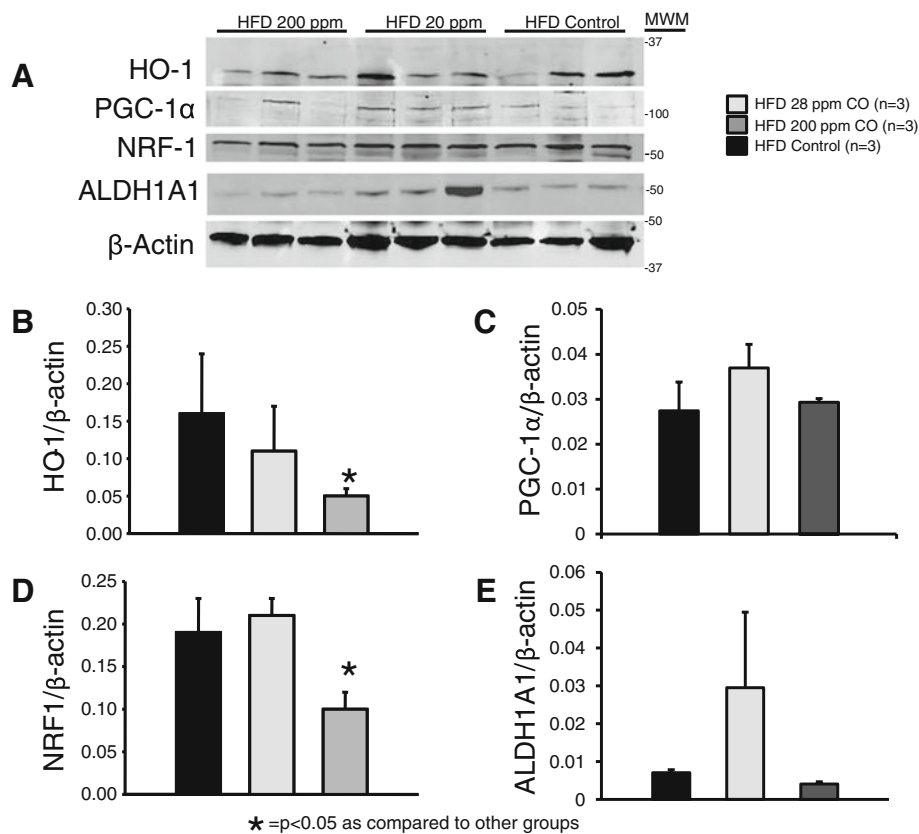 HFD 200 ppm HFD 20 ppm HFD Control MWM
A
HO-1
-37
PGC-1α
-100
NRF-1
-50
ALDH1A1
-50
-50
β-Actin
-37
HFD 28 ppm CO (n=3)
HFD 200 ppm CO (n=3)
HFD Control (n=3)
B
HO-1/β-actin
0.30
0.25
0.20
0.15
0.10
0.05
0.00
*
C
PGC-1α/β-actin
0.05
0.04
0.03
0.02
0.01
0
D
NRF1/β-actin
0.25
0.20
0.15
0.10
0.05
0.00
*
E
ALDH1A1/β-actin
0.06
0.05
0.04
0.03
0.02
0.01
0
* =p<0.05 as compared to other groups